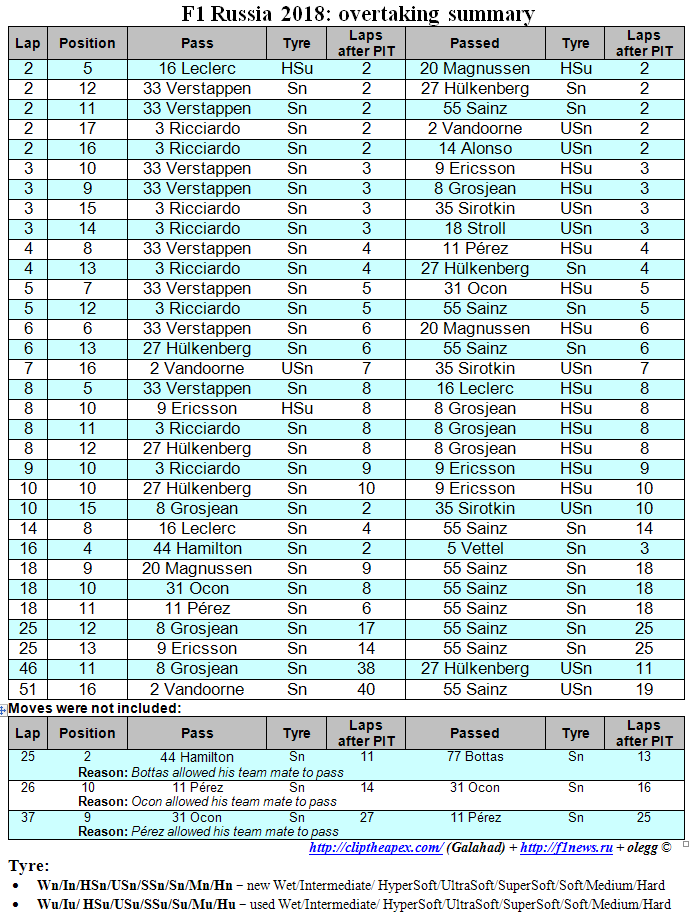 F1 Russia 2018: overtaking summary
Lap Position Pass Tyre Laps after PIT Passed Tyre Laps after PIT
2 5 16 Leclerc HSu 2 20 Magnussen HSu 2
2 12 33 Verstappen Sn 2 27 Hülkenberg Sn 2
2 11 33 Verstappen Sn 2 55 Sainz Sn 2
2 17 3 Ricciardo Sn 2 2 Vandoorne USn 2
2 16 3 Ricciardo Sn 2 14 Alonso USn 2
3 10 33 Verstappen Sn 3 9 Ericsson HSu 3
3 9 33 Verstappen Sn 3 8 Grosjean HSu 3
3 15 3 Ricciardo Sn 3 35 Sirotkin USn 3
3 14 3 Ricciardo Sn 3 18 Stroll USn 3
4 8 33 Verstappen Sn 4 11 Pérez HSu 4
4 13 3 Ricciardo Sn 4 27 Hülkenberg Sn 4
5 7 33 Verstappen Sn 5 31 Ocon HSu 5
5 12 3 Ricciardo Sn 5 55 Sainz Sn 5
6 6 33 Verstappen Sn 6 20 Magnussen HSu 6
6 13 27 Hülkenberg Sn 6 55 Sainz Sn 6
7 16 2 Vandoorne USn 7 35 Sirotkin USn 7
8 5 33 Verstappen Sn 8 16 Leclerc HSu 8
8 10 9 Ericsson HSu 8 8 Grosjean HSu 8
8 11 3 Ricciardo Sn 8 8 Grosjean HSu 8
8 12 27 Hülkenberg Sn 8 8 Grosjean HSu 8
9 10 3 Ricciardo Sn 9 9 Ericsson HSu 9
10 10 27 Hülkenberg Sn 10 9 Ericsson HSu 10
10 15 8 Grosjean Sn 2 35 Sirotkin USn 10
14 8 16 Leclerc Sn 4 55 Sainz Sn 14
16 4 44 Hamilton Sn 2 5 Vettel Sn 3
18 9 20 Magnussen Sn 9 55 Sainz Sn 18
18 10 31 Ocon Sn 8 55 Sainz Sn 18
18 11 11 Pérez Sn 6 55 Sainz Sn 18
25 12 8 Grosjean Sn 17 55 Sainz Sn 25
25 13 9 Ericsson Sn 14 55 Sainz Sn 25
46 11 8 Grosjean Sn 38 27 Hülkenberg USn 11
51 16 2 Vandoorne Sn 40 55 Sainz USn 19
Moves were not included:
Lap Position Pass Tyre Laps after PIT Passed Tyre Laps after PIT
25 2 44 Hamilton Sn 11 77 Bottas Sn 13
Reason: Bottas allowed his team mate to pass
26 10 11 Pérez Sn 14 31 Ocon Sn 16
Reason: Ocon allowed his team mate to pass
37 9 31 Ocon Sn 27 11 Pérez Sn 25
Reason: Pérez allowed his team mate to pass
http://cliptheapex.com/ (Galahad) + http://f1news.ru + olegg ©
Tyre:
• Wn/In/HSn/USn/SSn/Sn/Mn/Hn – new Wet/Intermediate/ HyperSoft/UltraSoft/SuperSoft/Soft/Medium/Hard
• Wu/Iu/ HSu/USu/SSu/Su/Mu/Hu – used Wet/Intermediate/ HyperSoft/UltraSoft/SuperSoft/Soft/Medium/Hard